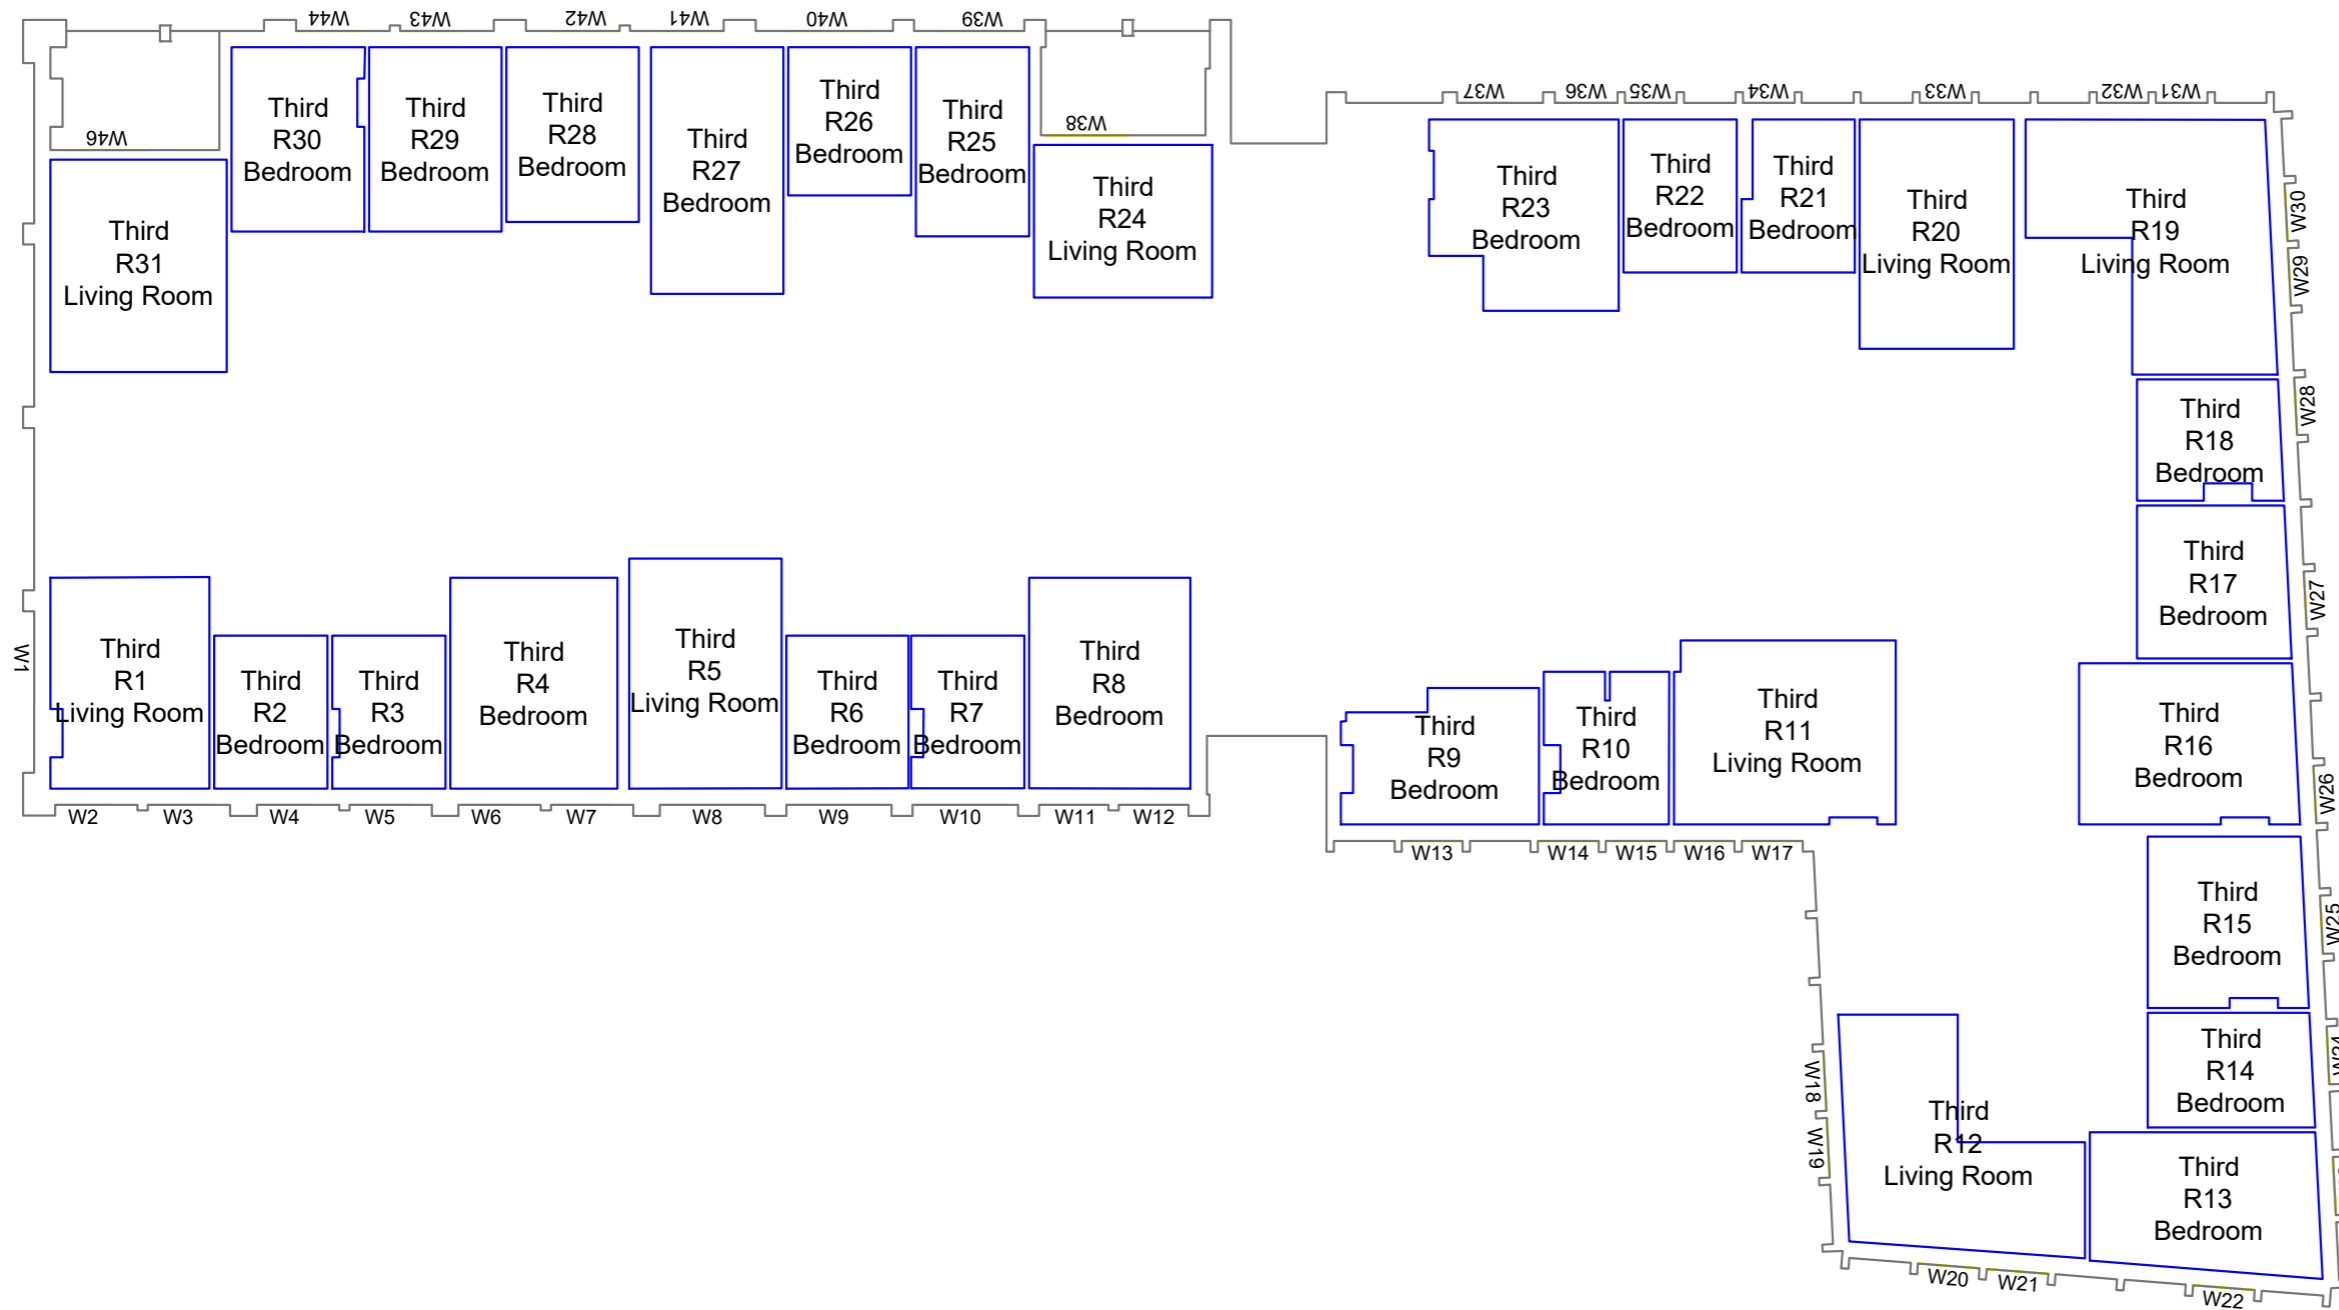 W44
W43
W42
W41
W40
W39
W46
W38
W37
W36
W35
W34
W33
W32
W31
Third
R30
Bedroom
Third
R29
Bedroom
Third
R28
Bedroom
Third
R27
Bedroom
Third
R26
Bedroom
Third
R25
Bedroom
Third
R31
Living Room
Third
R24
Living Room
Third
R23
Bedroom
Third
R22
Bedroom
Third
R21
Bedroom
Third
R20
Living Room
Third
R19
Living Room
W30
W29
W28
Third
R18
Bedroom
Third
R17
Bedroom
W27
W1
Third
R1
Living Room
Third
R2
Bedroom
Third
R3
Bedroom
Third
R4
Bedroom
Third
R5
Living Room
Third
R6
Bedroom
Third
R7
Bedroom
Third
R8
Bedroom
Third
R9
Bedroom
Third
R10
Bedroom
Third
R11
Living Room
Third
R16
Bedroom
W26
W2
W3
W4
W5
W6
W7
W8
W9
W10
W11
W12
W13
W14
W15
W16
W17
Third
R15
Bedroom
W25
Third
R14
Bedroom
W24
W18
W19
Third
R12
Living Room
Third
R13
Bedroom
W20
W21
W22